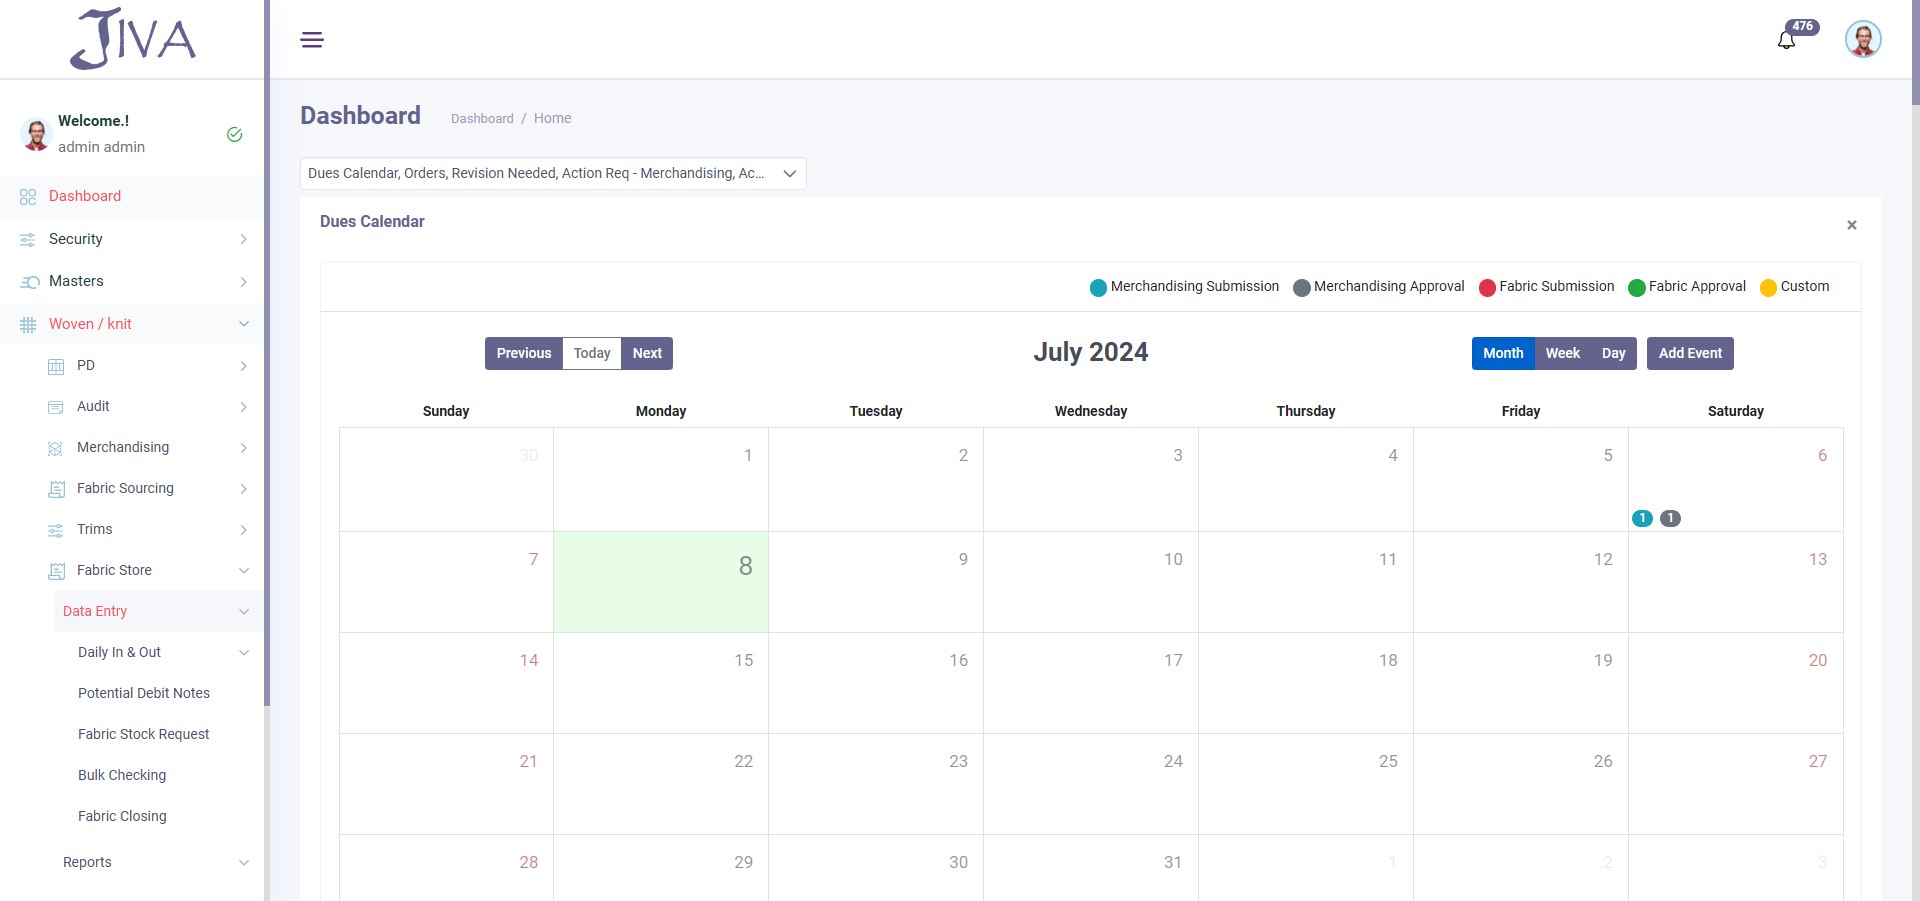 JIVA
476
Welcome.!
admin admin
Dashboard
Security
Masters
Woven / knit
PD
Audit
Merchandising
Fabric Sourcing
Trims
Fabric Store
Data Entry
Daily In & Out
Potential Debit Notes
Fabric Stock Request
Bulk Checking
Fabric Closing
Reports
Dashboard
Dashboard / Home
Dues Calendar, Orders, Revision Needed, Action Req - Merchandising, Ac...
Dues Calendar
×
Merchandising Submission Merchandising Approval Fabric Submission Fabric Approval Custom
Previous Today Next
July 2024
Month Week Day Add Event
Sunday Monday Tuesday Wednesday Thursday Friday Saturday
30 1 2 3 4 5 6
1 1
7 8 9 10 11 12 13
14 15 16 17 18 19 20
21 22 23 24 25 26 27
28 29 30 31 1 2 3